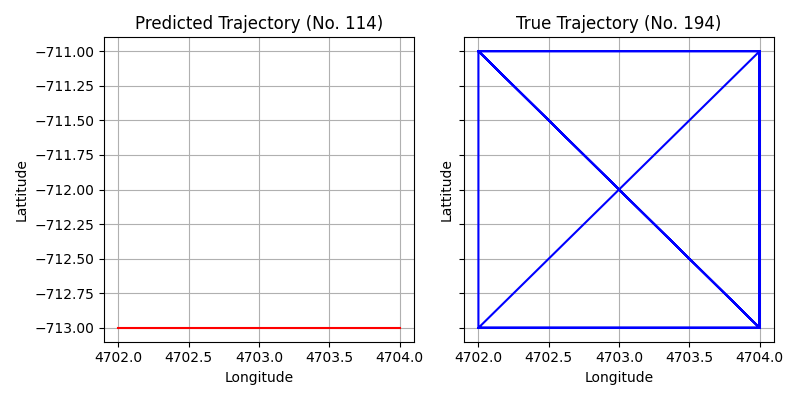 Predicted Trajectory (No. 114)
True Trajectory (No. 194)
−711.00
−711.25
−711.50
−711.75
−712.00
−712.25
−712.50
−712.75
−713.00
Lattitude
Lattitude
4702.0 4702.5 4703.0 4703.5 4704.0
4702.0 4702.5 4703.0 4703.5 4704.0
Longitude
Longitude